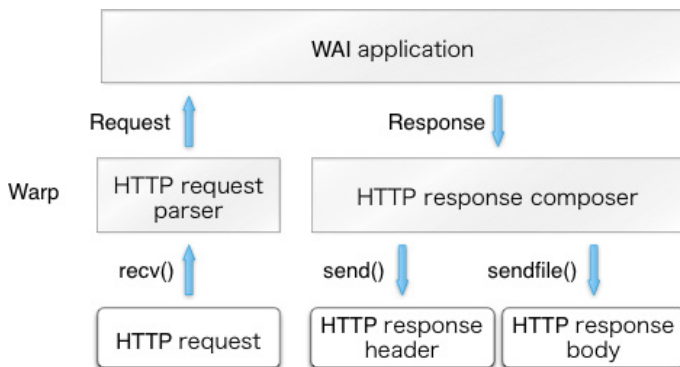 WAI application
Request
Response
Warp
HTTP request
parser
HTTP response composer
recv()
send()
sendfile()
HTTP request
HTTP response
header
HTTP response
body